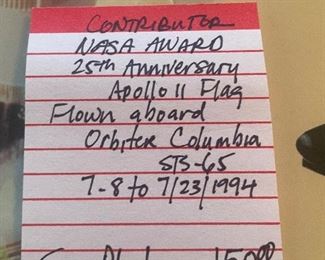 CONTRIBUTOR
NASA AWARD
25th Anniversary
Apollo 11 Flag
Flown aboard
Orbiter Columbia
STS-65
7-8 to 7/23/1994